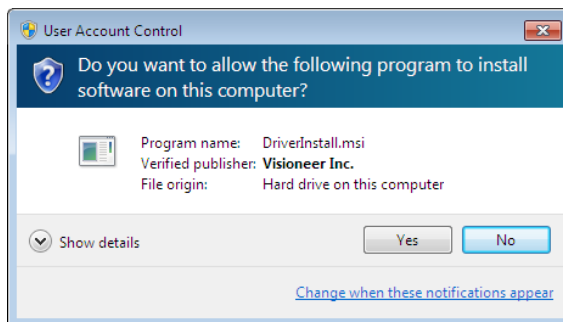 User Account Control
Do you want to allow the following program to install
software on this computer?
Program name: DriverInstall.msi
Verified publisher: Visioneer Inc.
File origin: Hard drive on this computer
Show details
Yes
No
Change when these notifications appear